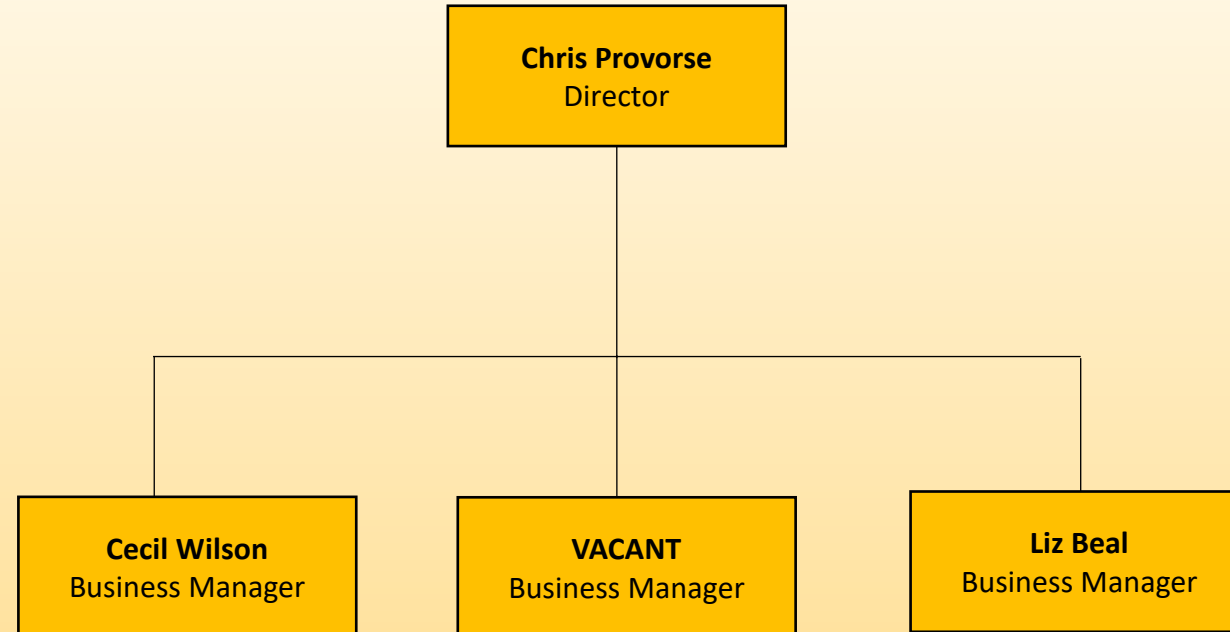 Chris Provorse
Director
Cecil Wilson
Business Manager
VACANT
Business Manager
Liz Beal
Business Manager